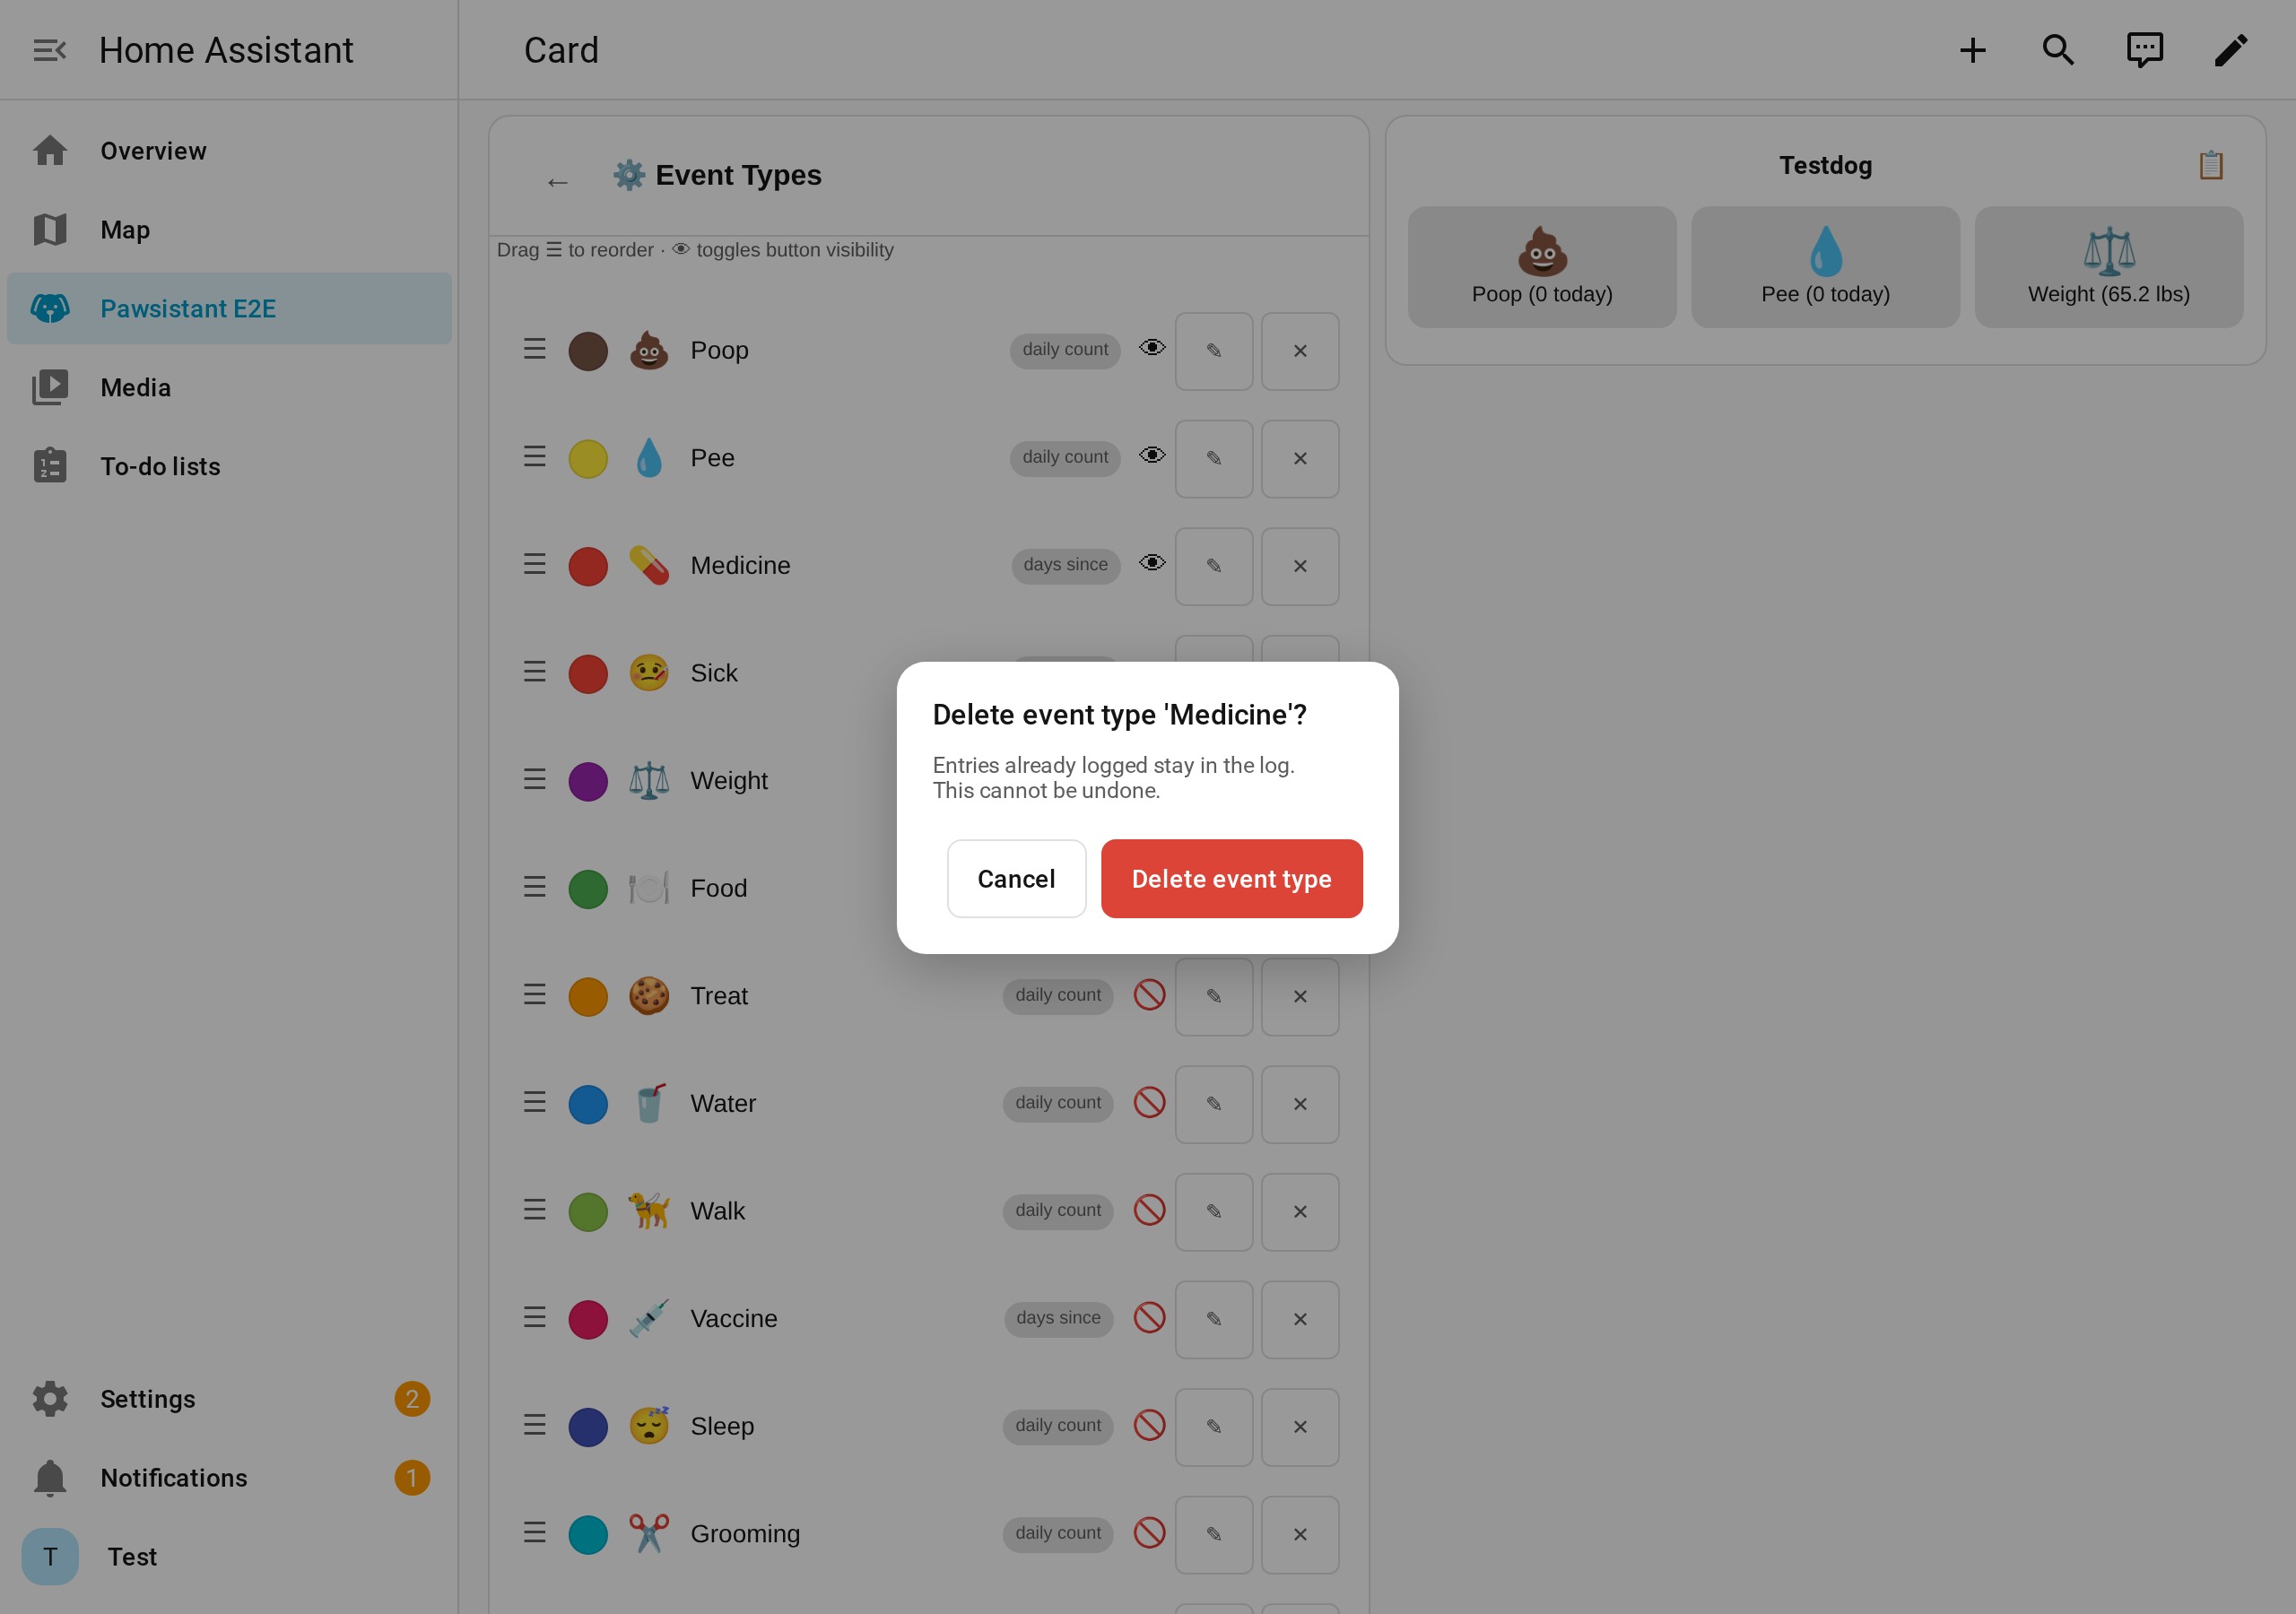 Home Assistant
Card
Overview
Map
Pawsistant E2E
Media
To-do lists
Settings 2
Notifications 1
T Test
← ⚙️ Event Types
Drag ☰ to reorder · 👁 toggles button visibility
Poop daily count
Pee daily count
Medicine days since
Sick
Weight
Food
Treat daily count
Water daily count
Walk daily count
Vaccine days since
Sleep daily count
Grooming daily count
Testdog
Poop (0 today)
Pee (0 today)
Weight (65.2 lbs)
Delete event type 'Medicine'?
Entries already logged stay in the log.
This cannot be undone.
Cancel
Delete event type